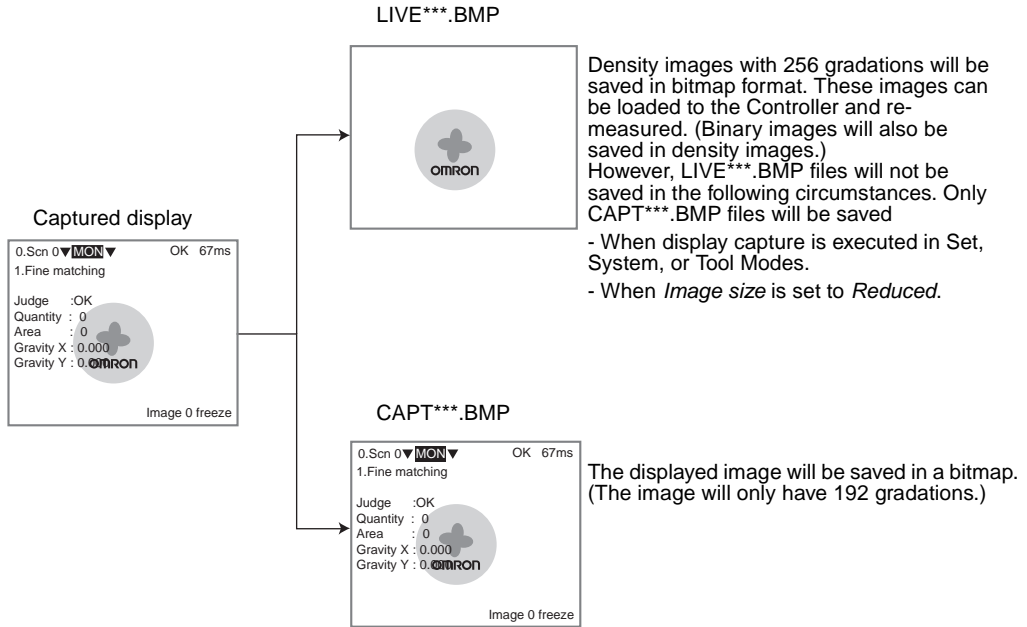 LIVE***.BMP
OMRON
Density images with 256 gradations will be
saved in bitmap format. These images can
be loaded to the Controller and re-
measured. (Binary images will also be
saved in density images.)
However, LIVE***.BMP files will not be
saved in the following circumstances. Only
CAPT***.BMP files will be saved
- When display capture is executed in Set,
System, or Tool Modes.
- When Image size is set to Reduced.
Captured display
0.Scn 0▼MON▼ OK 67ms
1.Fine matching
Judge :OK
Quantity : 0
Area : 0
Gravity X : 0.000
Gravity Y : 0.000
OMRON
Image 0 freeze
CAPT***.BMP
0.Scn 0▼MON▼ OK 67ms
1.Fine matching
Judge :OK
Quantity : 0
Area : 0
Gravity X : 0.000
Gravity Y : 0.000
OMRON
Image 0 freeze
The displayed image will be saved in a bitmap.
(The image will only have 192 gradations.)